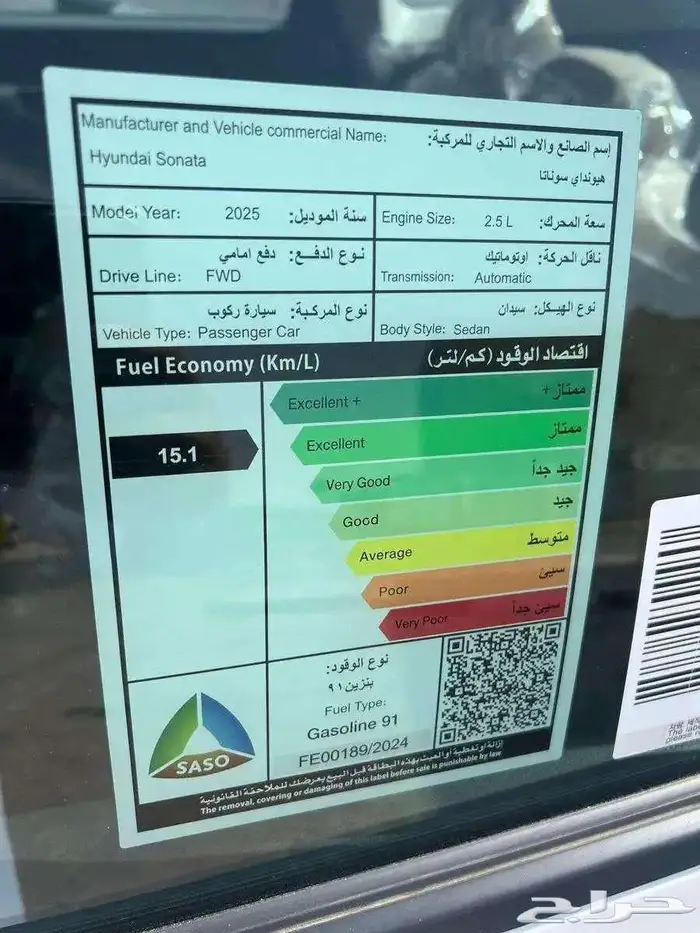 Manufacturer and Vehicle commercial Name: إسم الصانع والاسم التجاري للمركبة:
Hyundai Sonata هيونداي سوناتا
Model Year: 2025 سنة الموديل: Engine Size: 2.5 L سعة المحرك:
نوع الدفـع: دفع امامي
Drive Line: FWD
ناقل الحركة: اوتوماتيك
Transmission: Automatic
نوع المركبة: سيارة ركوب
Vehicle Type: Passenger Car
نوع الهيكل: سيدان
Body Style: Sedan
Fuel Economy (Km/L) اقتصاد الوقود (كم/لتر)
15.1
Excellent + ممتاز +
Excellent ممتاز
Very Good جيد جداً
Good جيد
Average متوسط
Poor سيئ
Very Poor سيئ جداً
نوع الوقود:
بنزين ٩١
Fuel Type:
Gasoline 91
FE00189/2024
SASO
إزالة او تغطية أو العبث بهذه البطاقة قبل البيع يعرضك للملاحقة القانونية
The removal, covering or damaging of this label before sale is punishable by law.
The
please
حراج